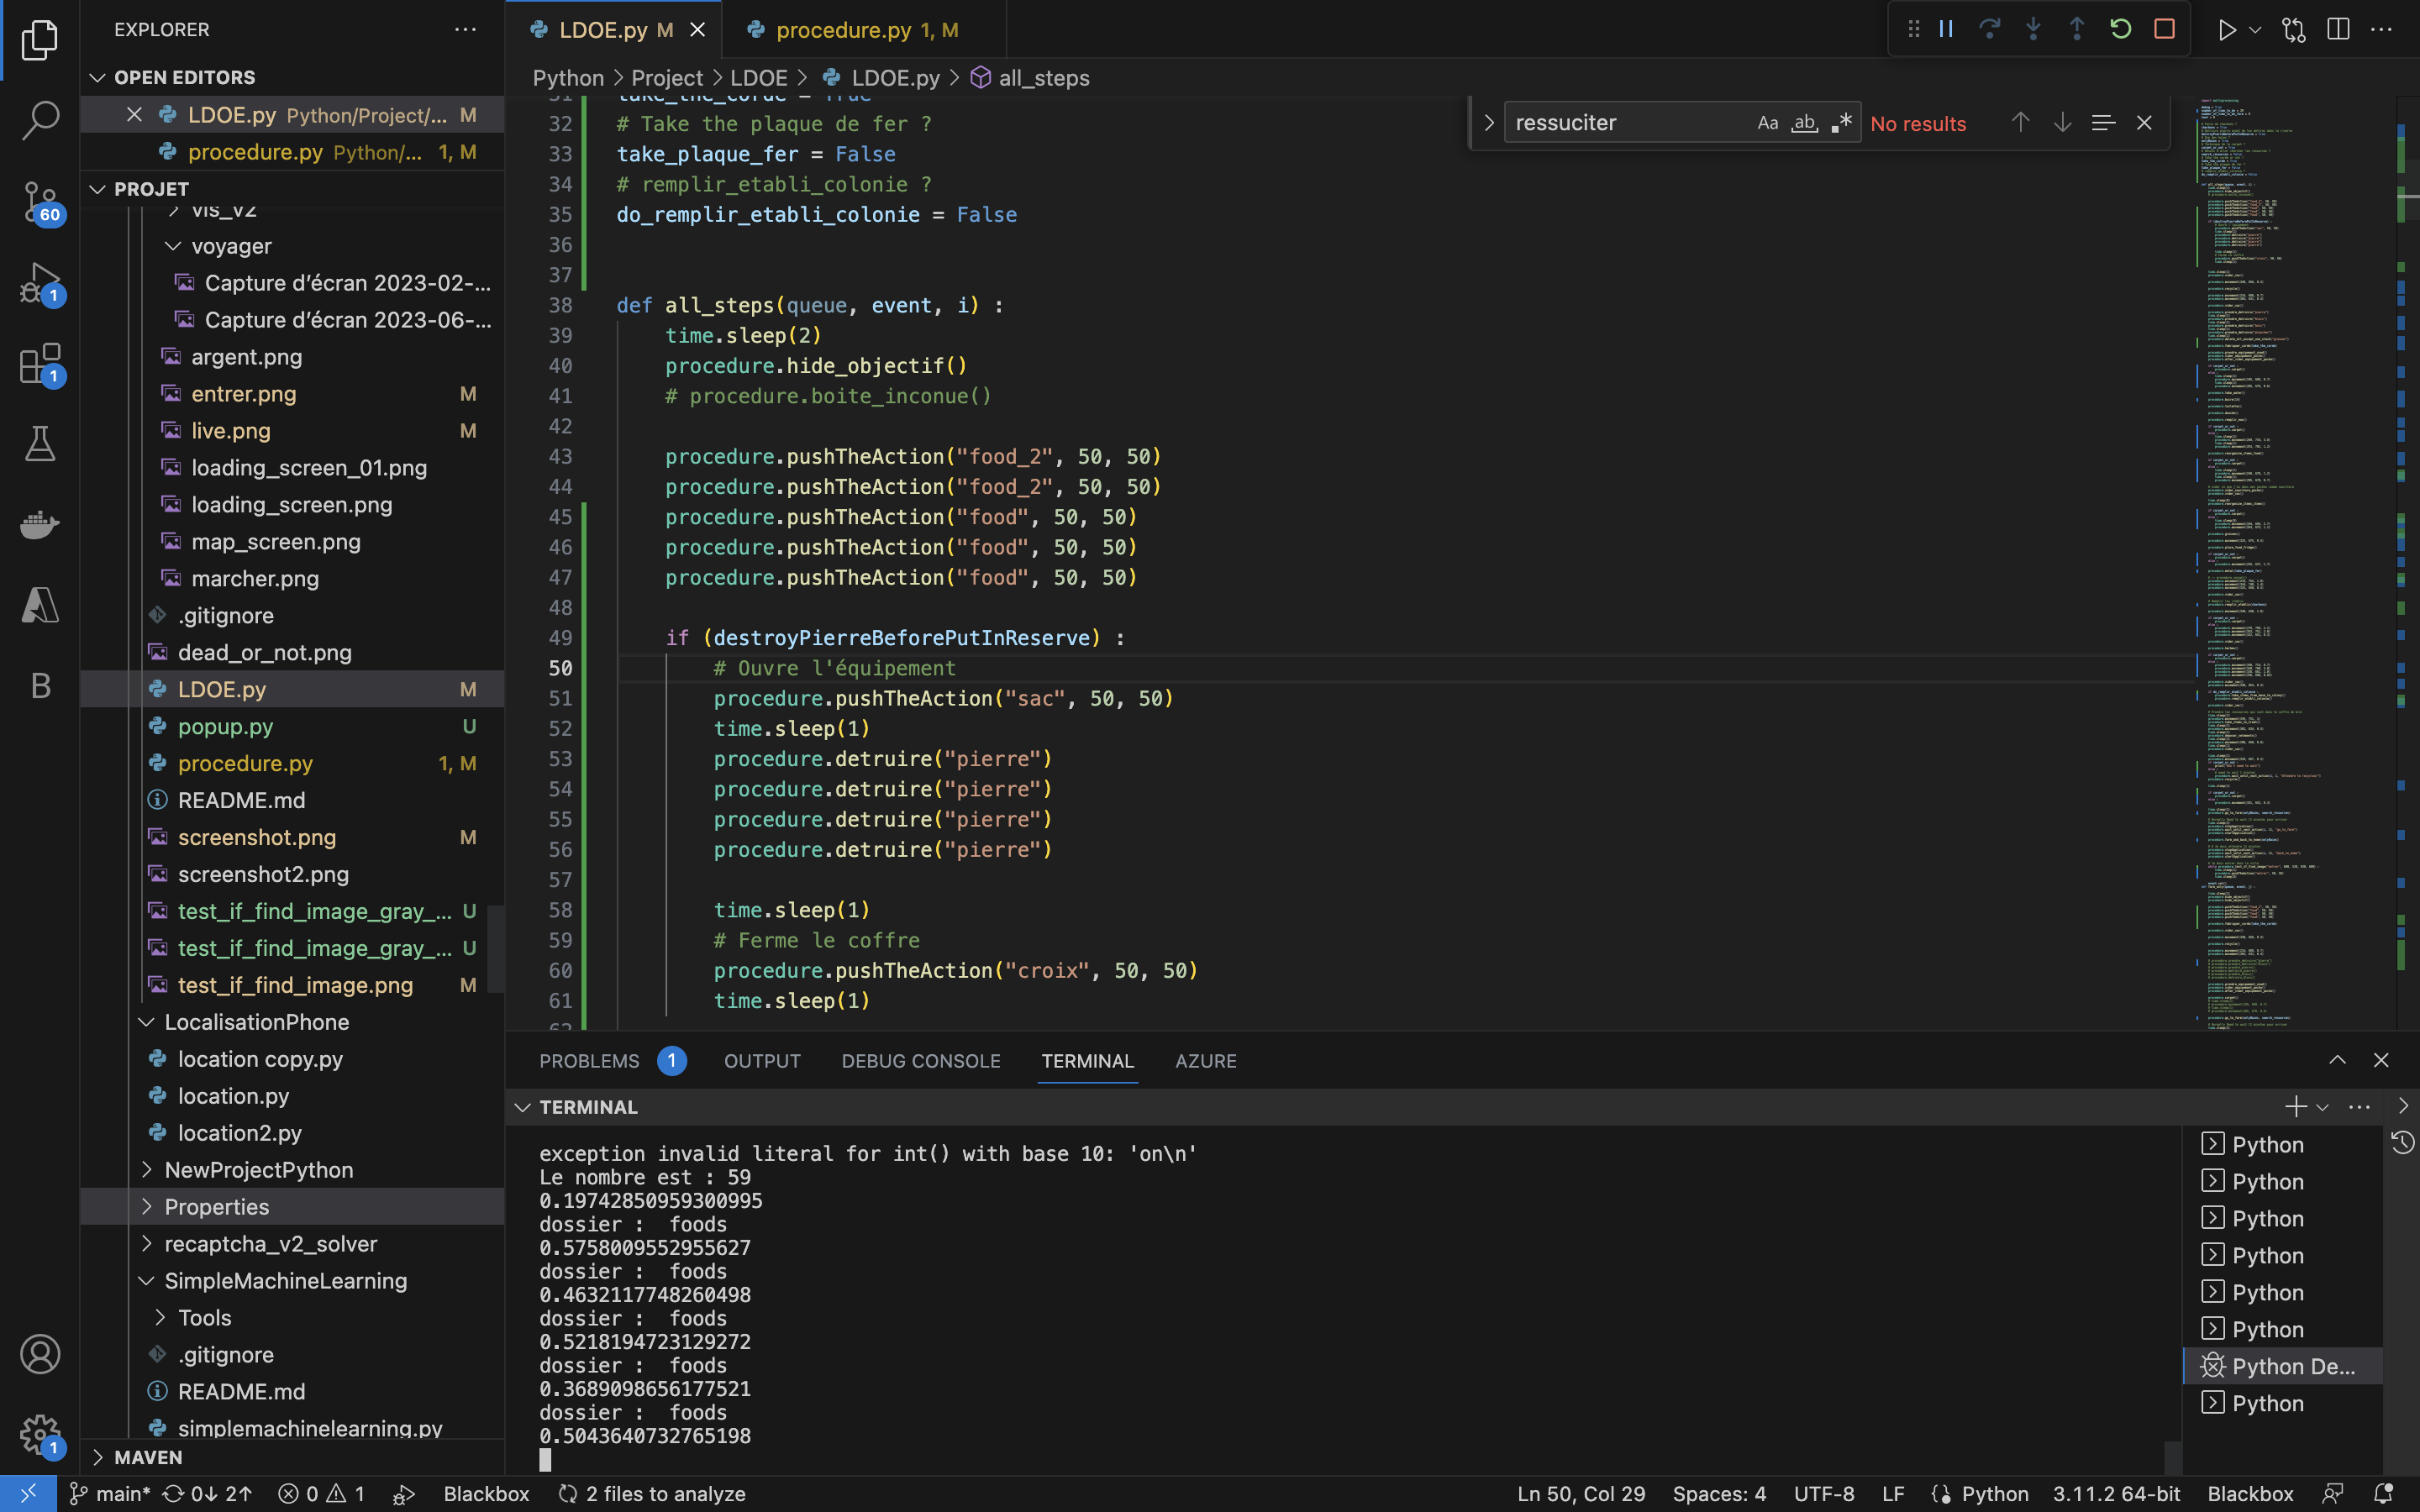 EXPLORER
OPEN EDITORS
LDOE.py Python/Project/... M
procedure.py Python/... 1, M
PROJET
vis_v2
voyager
Capture d’écran 2023-02-...
Capture d’écran 2023-06-...
argent.png
entrer.png M
live.png M
loading_screen_01.png
loading_screen.png
map_screen.png
marcher.png
.gitignore
dead_or_not.png
LDOE.py M
popup.py U
procedure.py 1, M
README.md
screenshot.png M
screenshot2.png
test_if_find_image_gray_... U
test_if_find_image_gray_... U
test_if_find_image.png M
LocalisationPhone
location copy.py
location.py
location2.py
NewProjectPython
Properties
recaptcha_v2_solver
SimpleMachineLearning
Tools
.gitignore
README.md
simplemachinelearning.py
MAVEN
60
1
1
B
1
LDOE.py M
procedure.py 1, M
Python > Project > LDOE > LDOE.py > all_steps
ressuciter Aa ab .* No results
31 take_the_corde = True
32 # Take the plaque de fer ?
33 take_plaque_fer = False
34 # remplir_etabli_colonie ?
35 do_remplir_etabli_colonie = False
36
37
38 def all_steps(queue, event, i) :
39 time.sleep(2)
40 procedure.hide_objectif()
41 # procedure.boite_inconue()
42
43 procedure.pushTheAction("food_2", 50, 50)
44 procedure.pushTheAction("food_2", 50, 50)
45 procedure.pushTheAction("food", 50, 50)
46 procedure.pushTheAction("food", 50, 50)
47 procedure.pushTheAction("food", 50, 50)
48
49 if (destroyPierreBeforePutInReserve) :
50 # Ouvre l'équipement
51 procedure.pushTheAction("sac", 50, 50)
52 time.sleep(1)
53 procedure.detruire("pierre")
54 procedure.detruire("pierre")
55 procedure.detruire("pierre")
56 procedure.detruire("pierre")
57
58 time.sleep(1)
59 # Ferme le coffre
60 procedure.pushTheAction("croix", 50, 50)
61 time.sleep(1)
62
PROBLEMS 1 OUTPUT DEBUG CONSOLE TERMINAL AZURE
TERMINAL
exception invalid literal for int() with base 10: 'on\n'
Le nombre est : 59
0.19742850959300995
dossier :  foods
0.5758009552955627
dossier :  foods
0.4632117748260498
dossier :  foods
0.5218194723129272
dossier :  foods
0.3689098656177521
dossier :  foods
0.5043640732765198
Python
Python
Python
Python
Python
Python
Python De...
Python
main* 0↓ 2↑ 0 1 Blackbox 2 files to analyze Ln 50, Col 29 Spaces: 4 UTF-8 LF Python 3.11.2 64-bit Blackbox